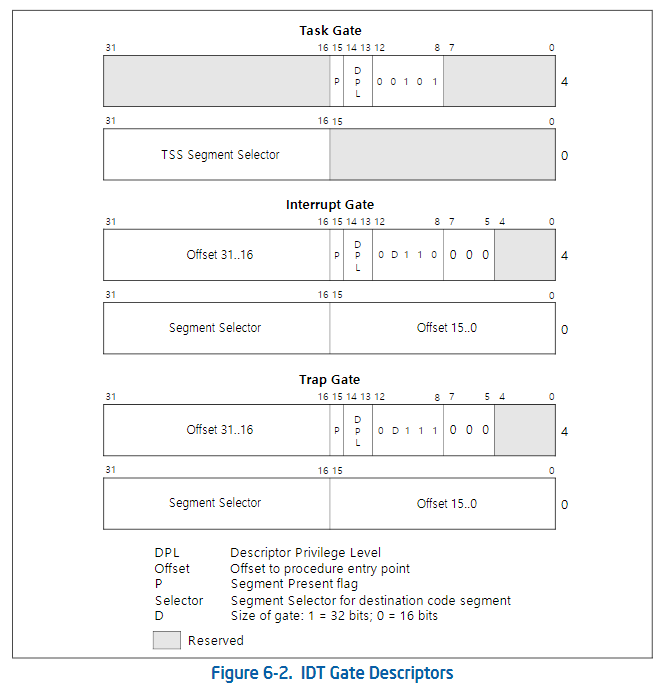 Task Gate
31 16 15 14 13 12 8 7 0
P D P L 0 0 1 0 1 4
31 16 15 0
TSS Segment Selector 0
Interrupt Gate
31 16 15 14 13 12 8 7 5 4 0
Offset 31..16 P D P L 0 D 1 1 0 0 0 0 4
31 16 15 0
Segment Selector Offset 15..0 0
Trap Gate
31 16 15 14 13 12 8 7 5 4 0
Offset 31..16 P D P L 0 D 1 1 1 0 0 0 4
31 16 15 0
Segment Selector Offset 15..0 0
DPL Descriptor Privilege Level
Offset Offset to procedure entry point
P Segment Present flag
Selector Segment Selector for destination code segment
D Size of gate: 1 = 32 bits; 0 = 16 bits
Reserved
Figure 6-2. IDT Gate Descriptors